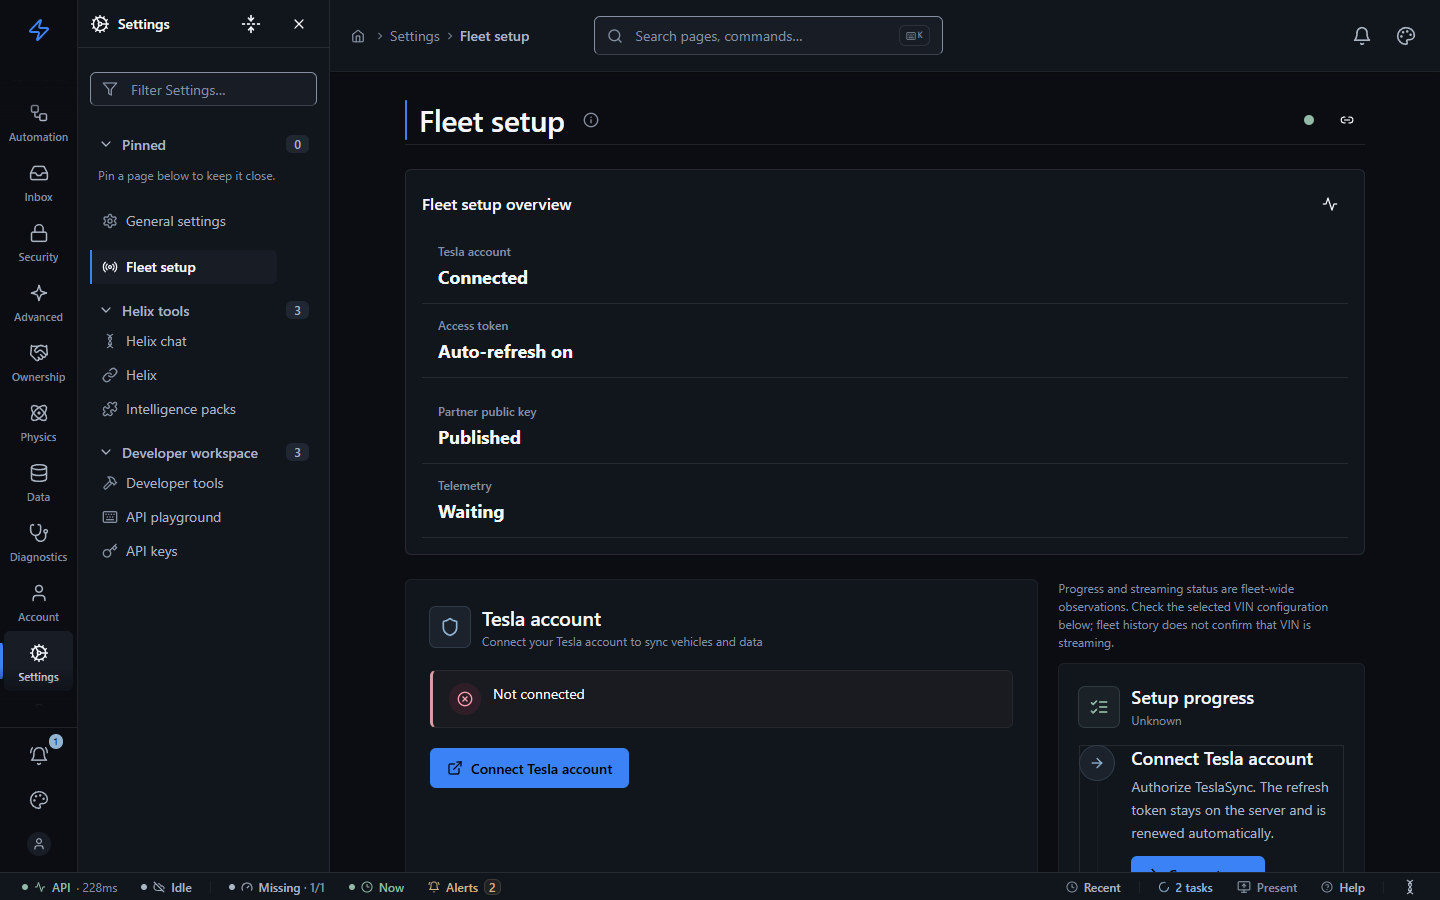 Settings
Settings
Fleet setup
Search pages, commands...
K
Filter Settings...
Automation
Inbox
Security
Advanced
Ownership
Physics
Data
Diagnostics
Account
Settings
1
Pinned
0
Pin a page below to keep it close.
General settings
Fleet setup
Helix tools
3
Helix chat
Helix
Intelligence packs
Developer workspace
3
Developer tools
API playground
API keys
Fleet setup
Fleet setup overview
Tesla account
Connected
Access token
Auto-refresh on
Partner public key
Published
Telemetry
Waiting
Tesla account
Connect your Tesla account to sync vehicles and data
Not connected
Connect Tesla account
Progress and streaming status are fleet-wide
observations. Check the selected VIN configuration
below; fleet history does not confirm that VIN is
streaming.
Setup progress
Unknown
Connect Tesla account
Authorize TeslaSync. The refresh
token stays on the server and is
renewed automatically.
API · 228ms
Idle
Missing · 1/1
Now
Alerts 2
Recent
2 tasks
Present
Help